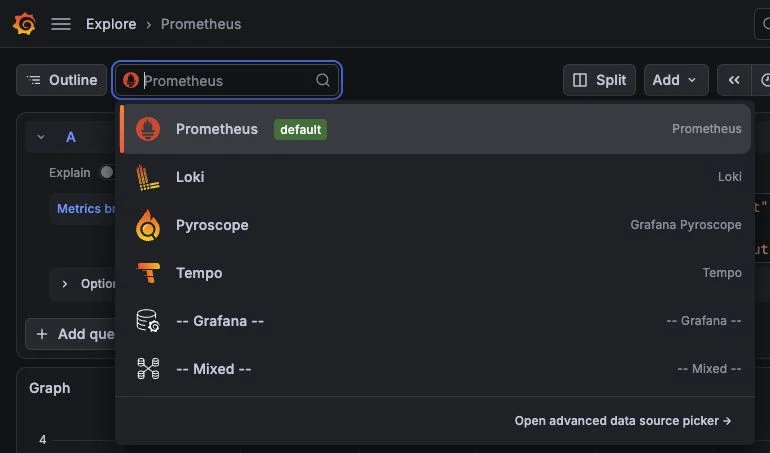 Explore › Prometheus
Outline
Prometheus
Split
Add
Prometheus default Prometheus
Loki Loki
Pyroscope Grafana Pyroscope
Tempo Tempo
-- Grafana -- -- Grafana --
-- Mixed -- -- Mixed --
Open advanced data source picker →
A
Explain
Metrics br
t"
ut
Option
+ Add que
Graph
4